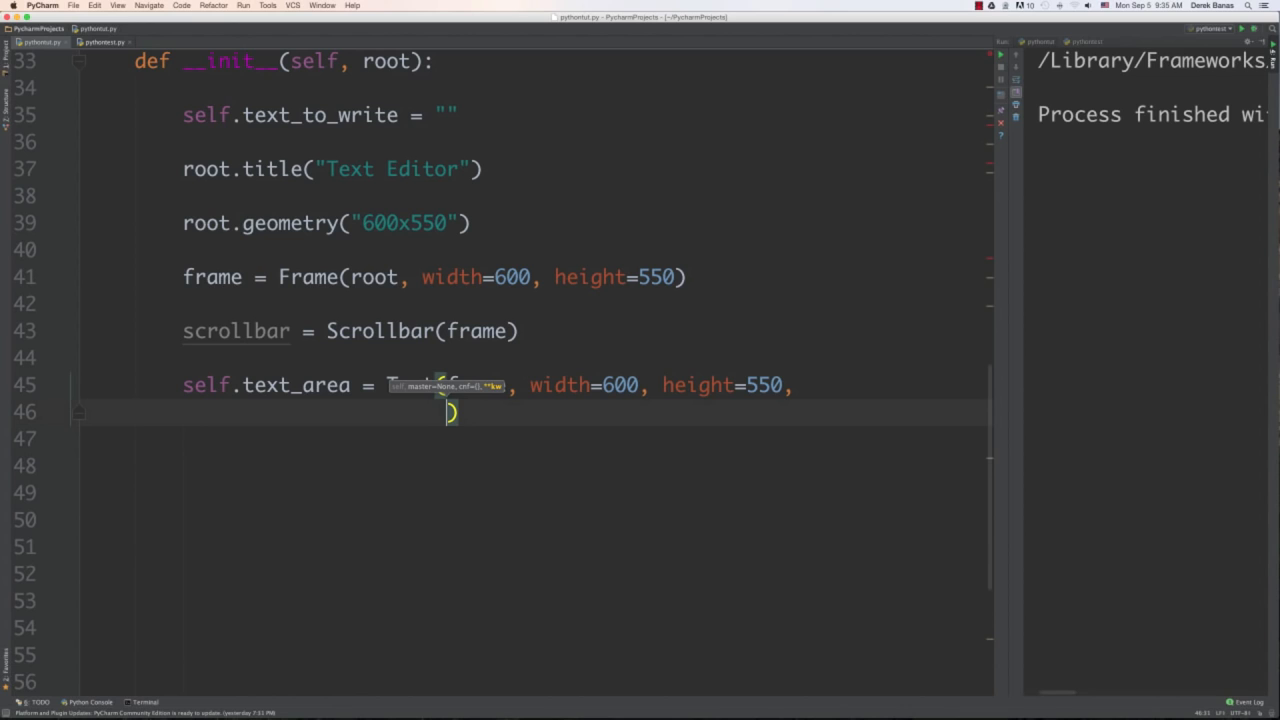 PyCharm File Edit View Navigate Code Refactor Run Tools VCS Window Help 10 Mon Sep 5 9:35 AM Derek Banas
pythontut.py - PycharmProjects - [~/PycharmProjects]
PycharmProjects pythontut.py pythontest
pythontut.py pythontest.py Run: pythontut pythontest
33 def __init__(self, root): /Library/Frameworks
34
35 self.text_to_write = "" Process finished wi
36
37 root.title("Text Editor")
38
39 root.geometry("600x550")
40
41 frame = Frame(root, width=600, height=550)
42
43 scrollbar = Scrollbar(frame)
44
45 self.text_area = , width=600, height=550,
self, master=None, cnf={}, **kw
46 )
47
48
49
50
51
52
53
54
55
56
1: Project
7: Structure
2: Favorites
4: Run
6: TODO Python Console Terminal Event Log
Platform and Plugin Updates: PyCharm Community Edition is ready to update. (yesterday 7:51 PM) UTF-8